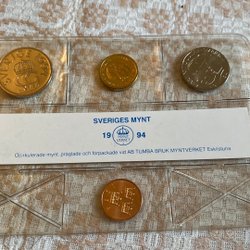 SVERIGES MYNT
19 94
Ocirkulerade mynt, präglade och förpackade vid AB TUMBA BRUK MYNTVERKET Eskilstuna